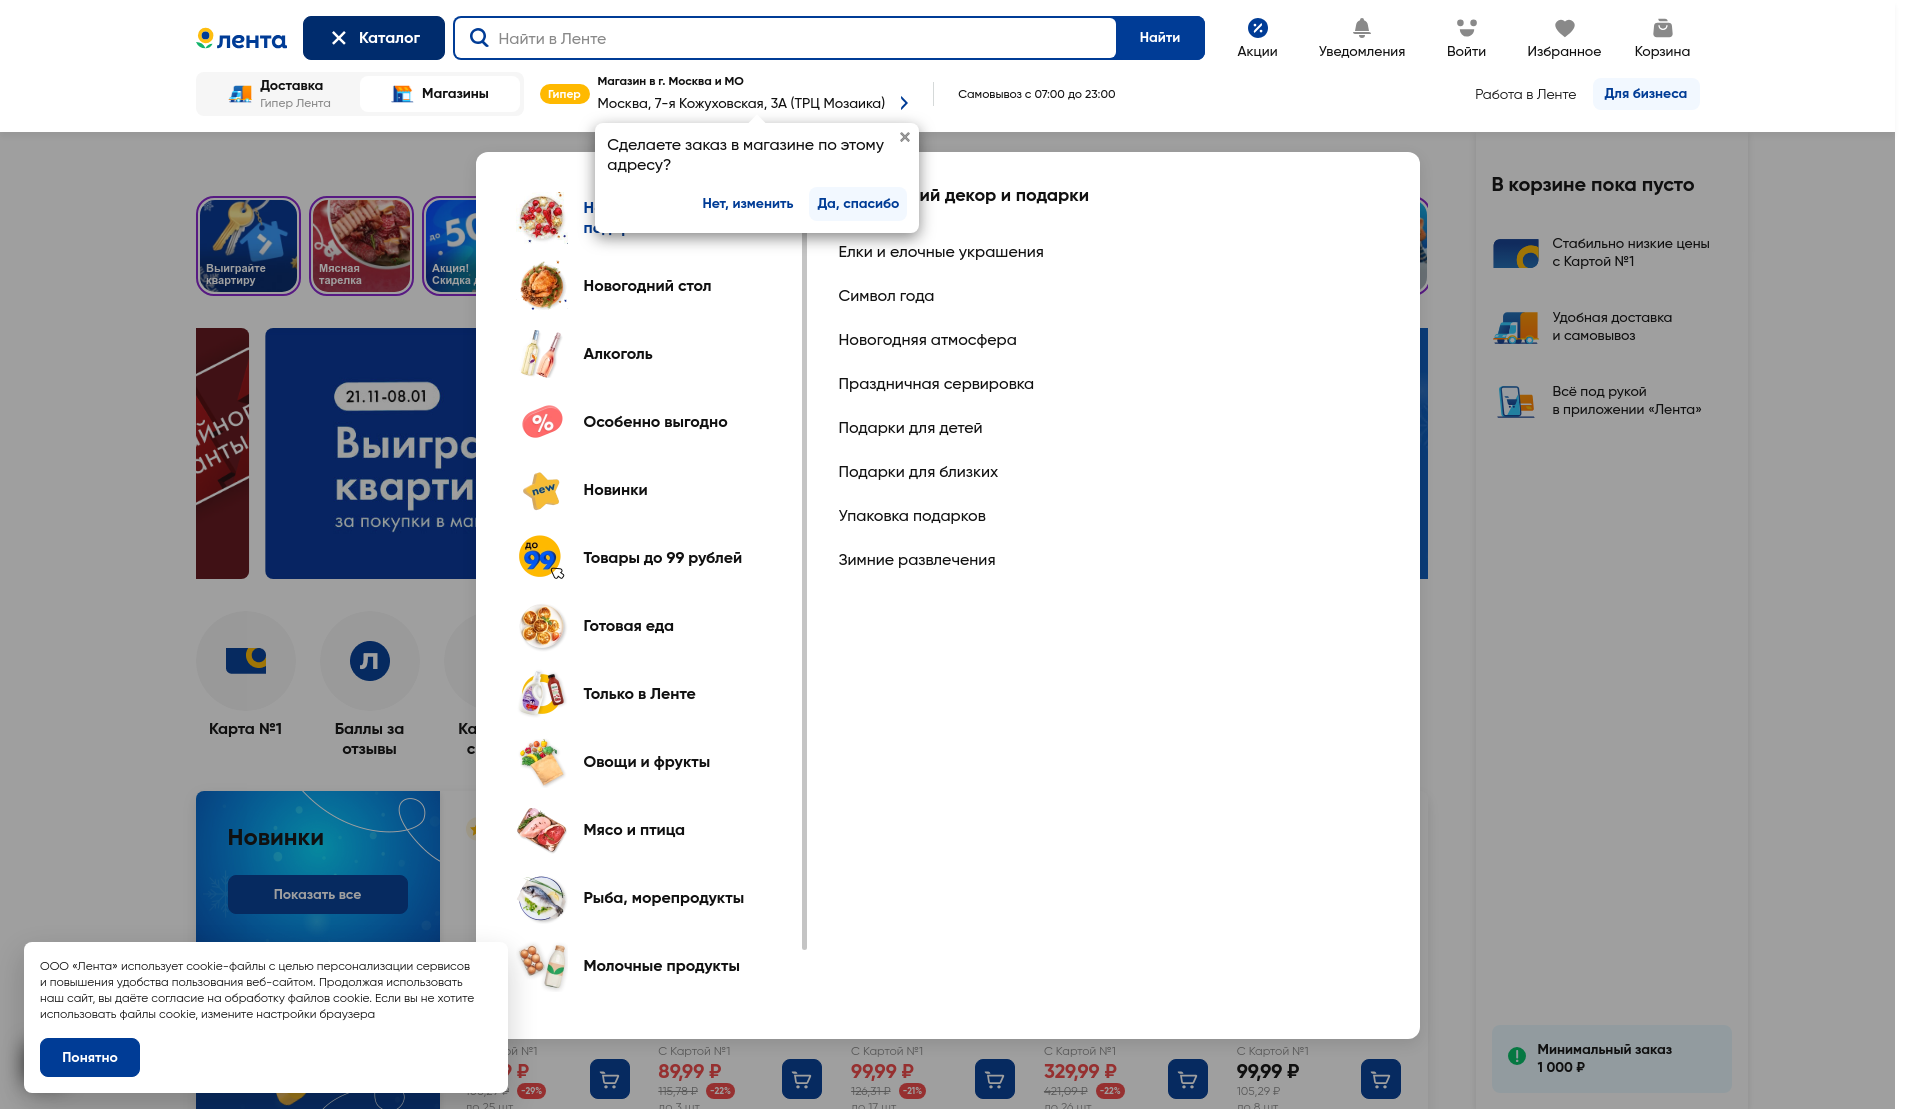 лента
Каталог
Найти в Ленте
Найти
Акции
Уведомления
Войти
Избранное
Корзина
Доставка
Гипер Лента
Магазины
Гипер
Магазин в г. Москва и МО
Москва, 7-я Кожуховская, 3А (ТРЦ Мозаика)
Самовывоз с 07:00 до 23:00
Работа в Ленте
Для бизнеса
Сделаете заказ в магазине по этому
адресу?
Нет, изменить
Да, спасибо
Выиграйте
квартиру
Мясная
тарелка
до 50
Акция!
Скидка
21.11-08.01
за покупки в
Карта №1
Баллы за
отзывы
Новинки
Показать все
ий декор и подарки
Новогодний стол
Алкоголь
%
Особенно выгодно
new
Новинки
до
99
Товары до 99 рублей
Готовая еда
Только в Ленте
Овощи и фрукты
Мясо и птица
Рыба, морепродукты
Молочные продукты
Елки и елочные украшения
Символ года
Новогодняя атмосфера
Праздничная сервировка
Подарки для детей
Подарки для близких
Упаковка подарков
Зимние развлечения
В корзине пока пусто
Стабильно низкие цены
с Картой №1
Удобная доставка
и самовывоз
Всё под рукой
в приложении «Лента»
Минимальный заказ
1 000 ₽
ООО «Лента» использует cookie-файлы с целью персонализации сервисов
и повышения удобства пользования веб-сайтом. Продолжая использовать
наш сайт, вы даёте согласие на обработку файлов cookie. Если вы не хотите
использовать файлы cookie, измените настройки браузера
Понятно
№1
₽
-29%
до 25 шт
С Картой №1
89,99 ₽
115,78 ₽
-22%
до 3 шт
С Картой №1
99,99 ₽
126,31 ₽
-21%
до 17 шт
С Картой №1
329,99 ₽
421,09 ₽
-22%
до 26 шт
С Картой №1
99,99 ₽
105,29 ₽
до 8 шт